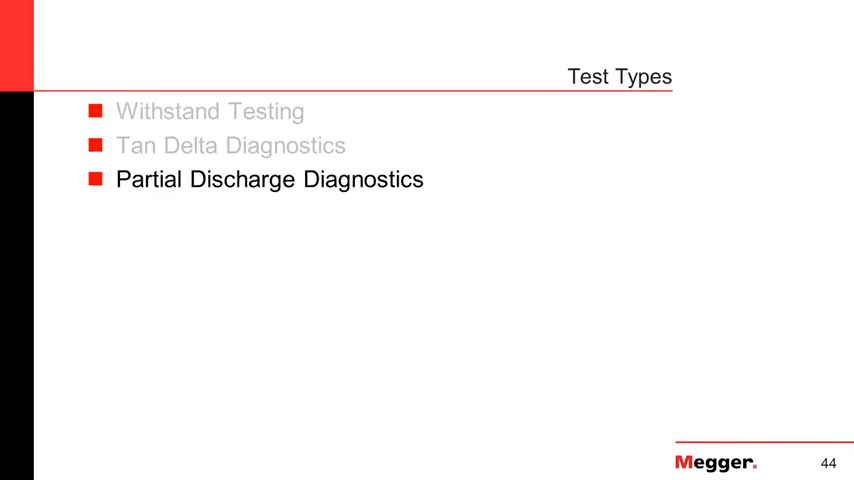 Test Types
Withstand Testing
Tan Delta Diagnostics
Partial Discharge Diagnostics
Megger.
44